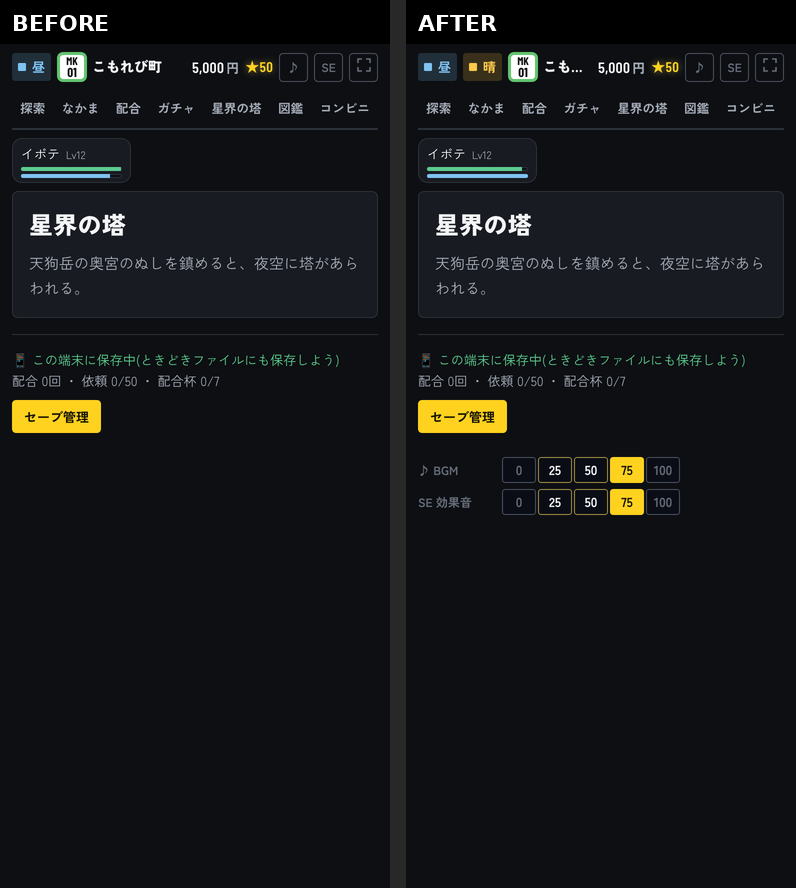 BEFORE
昼 MK 01 こもれび町 5,000 円 ★50 ♪ SE
探索 なかま 配合 ガチャ 星界の塔 図鑑 コンビニ
イポテ Lv12
星界の塔
天狗岳の奥宮のぬしを鎮めると、夜空に塔があら
われる。
この端末に保存中(ときどきファイルにも保存しよう)
配合 0回 ・ 依頼 0/50 ・ 配合杯 0/7
セーブ管理
AFTER
昼 晴 MK 01 こも… 5,000 円 ★50 ♪ SE
探索 なかま 配合 ガチャ 星界の塔 図鑑 コンビニ
イポテ Lv12
星界の塔
天狗岳の奥宮のぬしを鎮めると、夜空に塔があら
われる。
この端末に保存中(ときどきファイルにも保存しよう)
配合 0回 ・ 依頼 0/50 ・ 配合杯 0/7
セーブ管理
♪ BGM 0 25 50 75 100
SE 効果音 0 25 50 75 100